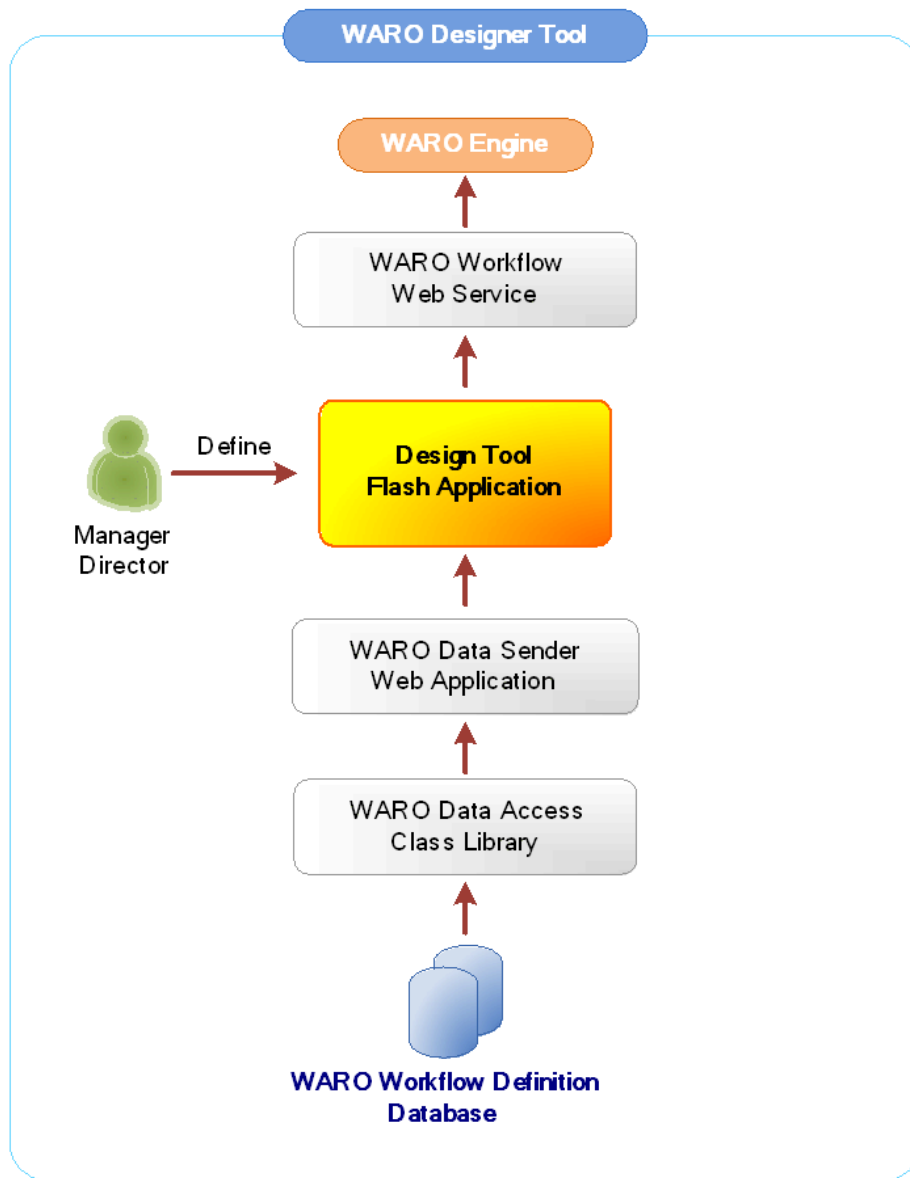 WARO Designer Tool
WARO Engine
WARO Workflow
Web Service
Define
Design Tool
Flash Application
Manager
Director
WARO Data Sender
Web Application
WARO Data Access
Class Library
WARO Workflow Definition
Database